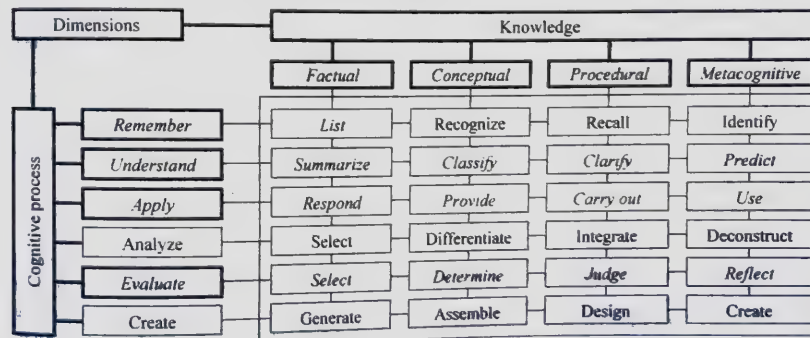 Dimensions Knowledge
Factual Conceptual Procedural Metacognitive
Cognitive process
Remember List Recognize Recall Identify
Understand Summarize Classify Clarify Predict
Apply Respond Provide Carry out Use
Analyze Select Differentiate Integrate Deconstruct
Evaluate Select Determine Judge Reflect
Create Generate Assemble Design Create